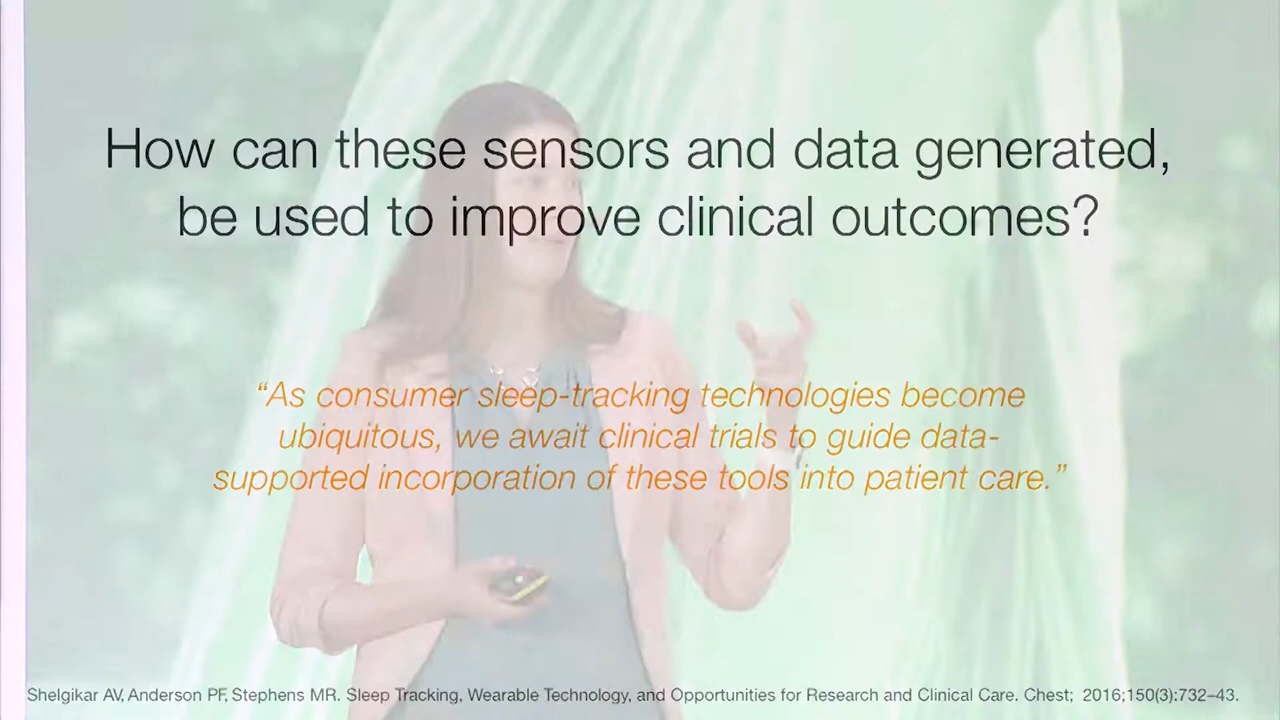 How can these sensors and data generated,
be used to improve clinical outcomes?
“As consumer sleep-tracking technologies become
ubiquitous, we await clinical trials to guide data-
supported incorporation of these tools into patient care.”
Shelgikar AV, Anderson PF, Stephens MR. Sleep Tracking, Wearable Technology, and Opportunities for Research and Clinical Care. Chest; 2016;150(3):732–43.